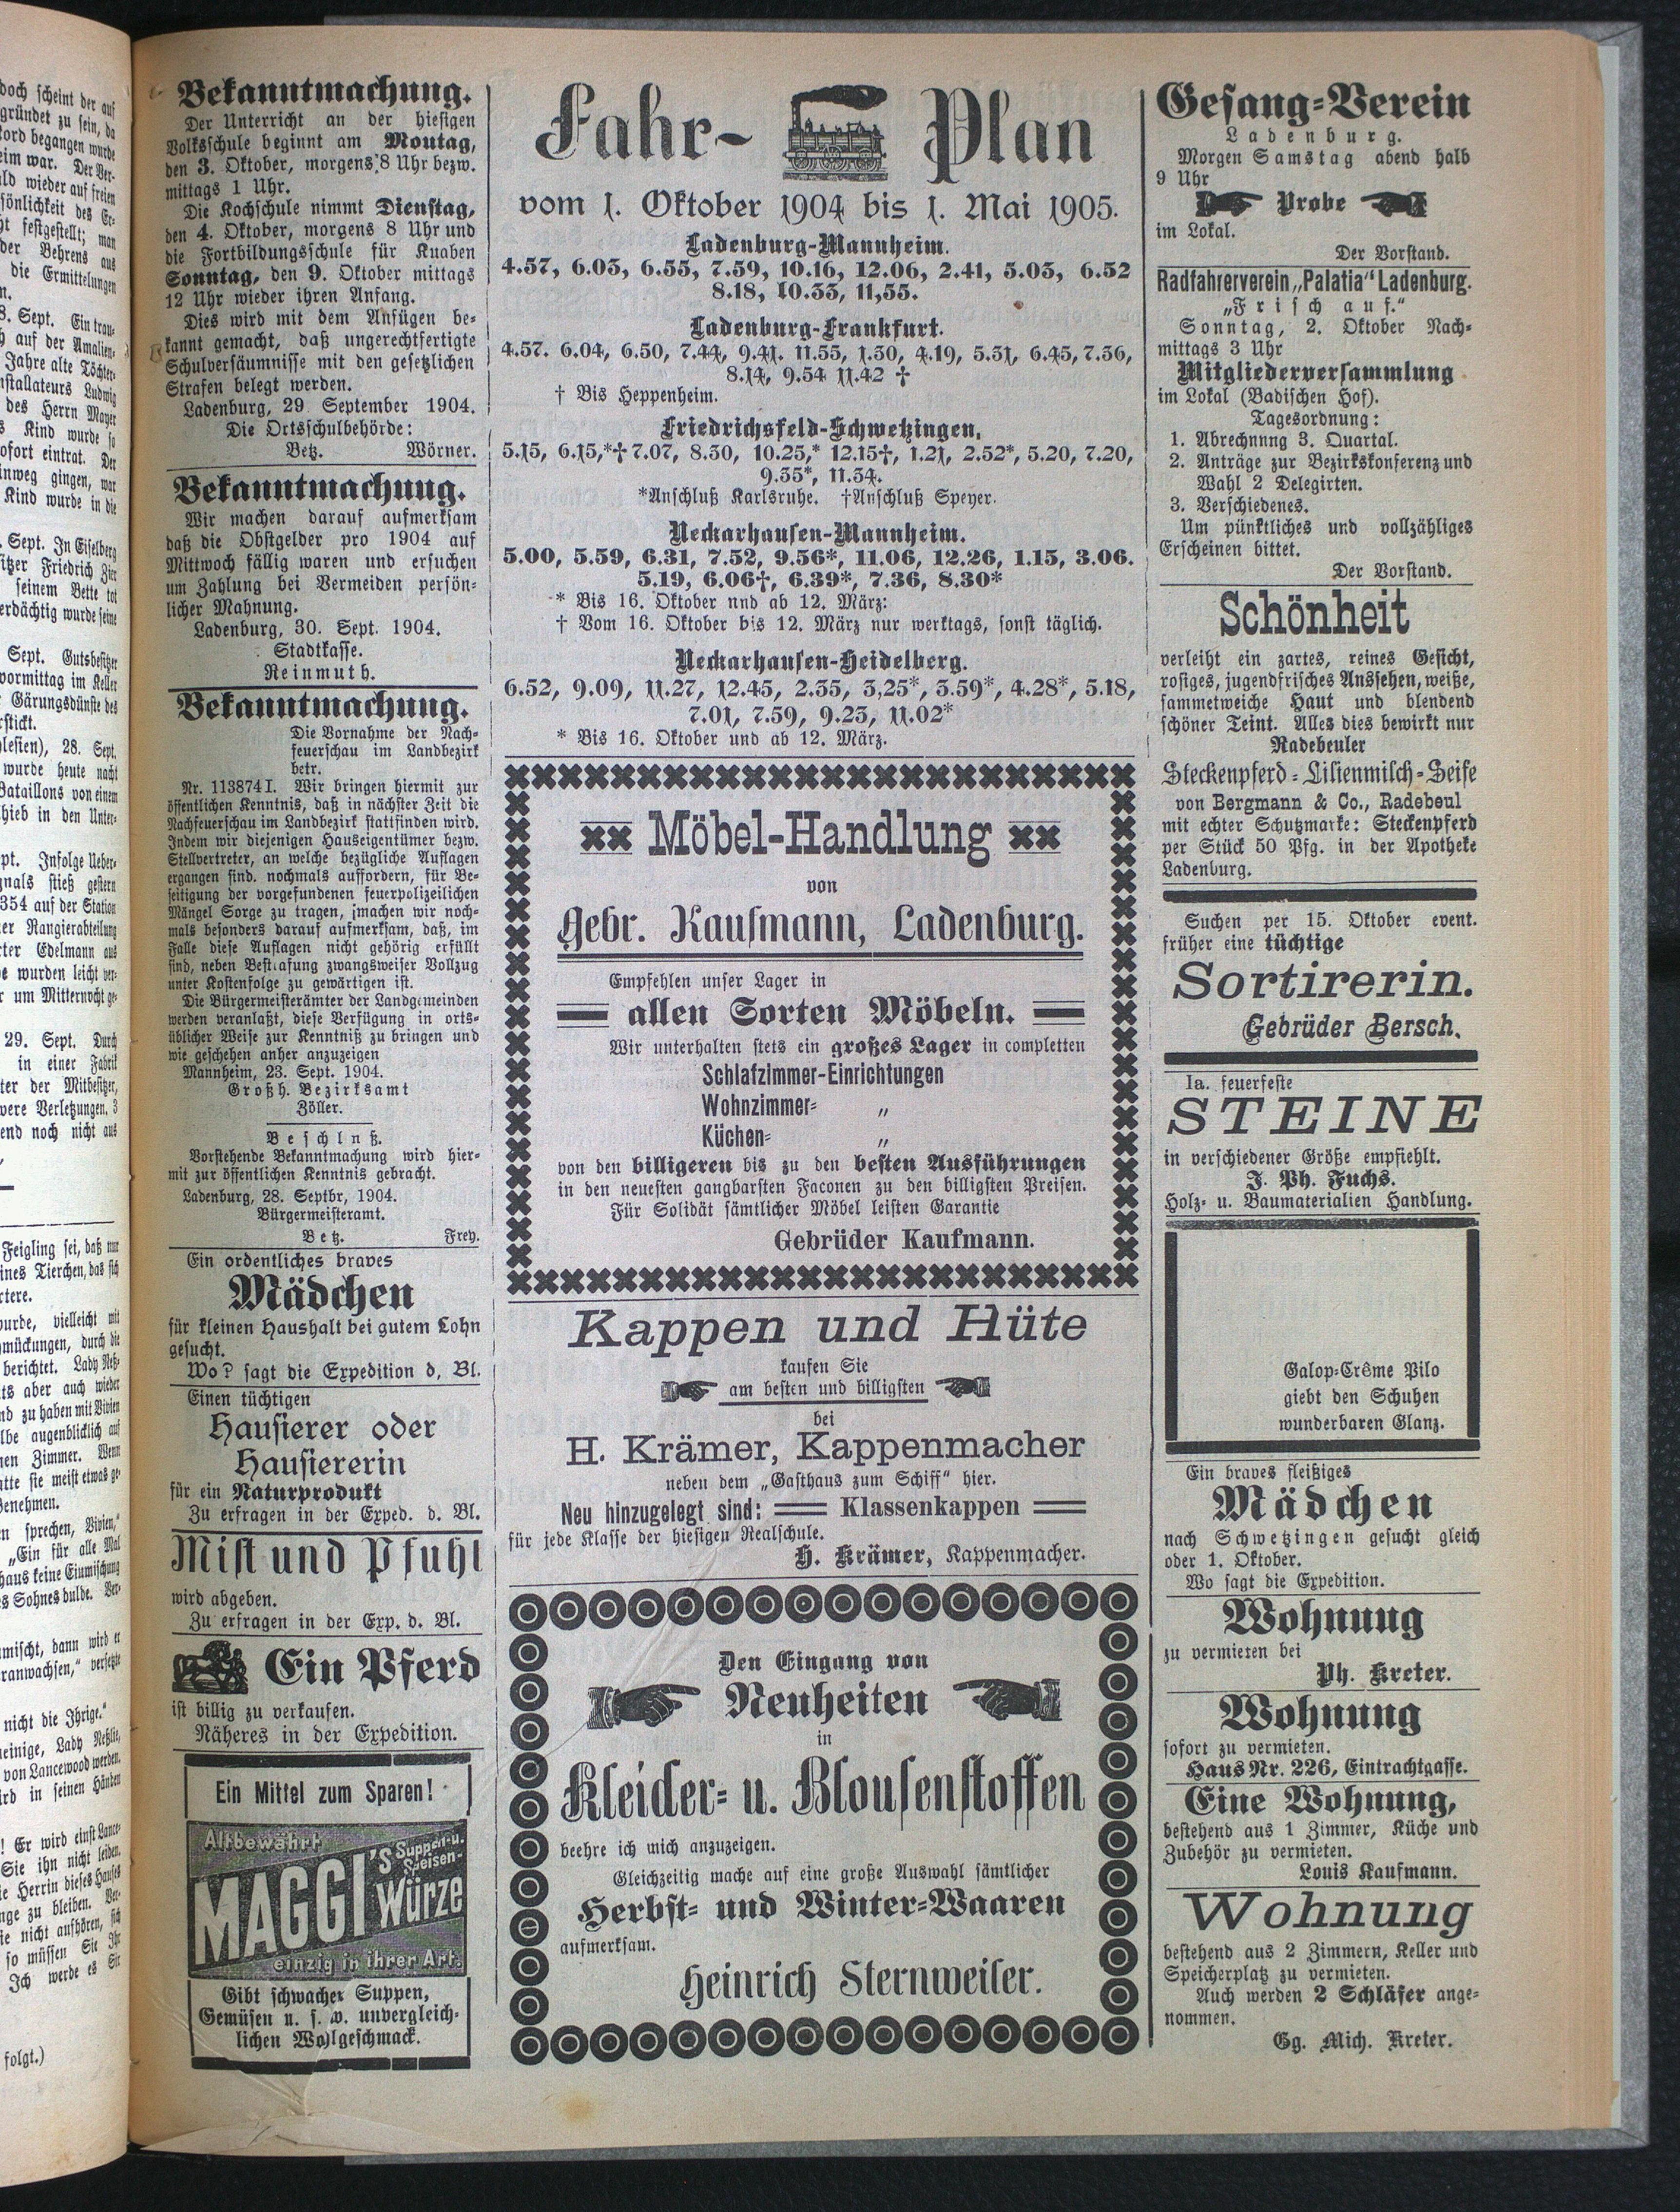 Bekanntmachung.
Der Unterricht an der hiesigen
Volksschule beginnt am Montag,
den 3. Oktober, morgens 8 Uhr bezw.
mittags 1 Uhr.
Die Kochschule nimmt Dienstag,
den 4. Oktober, morgens 8 Uhr und
die Fortbildungsschule für Knaben
Sonntag, den 9. Oktober mittags
12 Uhr wieder ihren Anfang.
Dies wird mit dem Anfügen be-
kannt gemacht, daß ungerechtfertigte
Schulversäumnisse mit den gesetzlichen
Strafen belegt werden.
Ladenburg, 29 September 1904.
Die Ortsschulbehörde:
Betz. Wörner.
Bekanntmachung.
Wir machen darauf aufmerksam
daß die Obstgelder pro 1904 auf
Mittwoch fällig waren und ersuchen
um Zahlung bei Vermeiden persön-
licher Mahnung.
Ladenburg, 30. Sept. 1904.
Stadtkasse.
Reinmuth.
Bekanntmachung.
Die Vornahme der Nach-
feuerschau im Landbezirk
betr.
Nr. 113874I. Wir bringen hiermit zur
öffentlichen Kenntnis, daß in nächster Zeit die
Nachfeuerschau im Landbezirk stattfinden wird.
Indem wir diejenigen Hauseigentümer bezw.
Stellvertreter, an welche bezügliche Auflagen
ergangen sind. nochmals auffordern, für Be-
seitigung der vorgefundenen feuerpolizeilichen
Mängel Sorge zu tragen, machen wir noch-
mals besonders darauf aufmerksam, daß, im
Falle diese Auflagen nicht gehörig erfüllt
sind, neben Bestrafung zwangsweiser Vollzug
unter Kostenfolge zu gewärtigen ist.
Die Bürgermeisterämter der Landgemeinden
werden veranlaßt, diese Verfügung in orts-
üblicher Weise zur Kenntniß zu bringen und
wie geschehen anher anzuzeigen
Mannheim, 23. Sept. 1904.
Großh. Bezirksamt
Zöller.
Beschlnß.
Vorstehende Bekanntmachung wird hier-
mit zur öffentlichen Kenntnis gebracht.
Ladenburg, 28. Septbr, 1904.
Bürgermeisteramt.
Betz. Frey.
Ein ordentliches braves
Mädchen
für kleinen Haushalt bei gutem Lohn
gesucht.
Wo? sagt die Expedition d. Bl.
Einen tüchtigen
Hausierer oder
Hausiererin
für ein Naturprodukt
Zu erfragen in der Exped. d. Bl.
Mist und Pfuhl
wird abgeben.
Zu erfragen in der Exp. d. Bl.
Ein Pferd
ist billig zu verkaufen.
Näheres in der Expedition.
Ein Mittel zum Sparen!
Altbewährt
MAGGI'S Suppen-u.
Speisen-
Würze
einzig in ihrer Art.
Gibt schwachen Suppen,
Gemüsen u. s. w. unvergleich-
lichen Wohlgeschmack.
Fahr-Plan
vom 1. Oktober 1904 bis 1. Mai 1905.
Ladenburg-Mannheim.
4.57, 6.03, 6.55, 7.59, 10.16, 12.06, 2.41, 5.03, 6.52
8.18, 10.33, 11,55.
Ladenburg-Frankfurt.
4.57. 6.04, 6.50, 7.44, 9.41. 11.55, 1.30, 4.19, 5.31, 6.45, 7.36,
8.14, 9.54 11.42 †
† Bis Heppenheim.
Friedrichsfeld-Schwetzingen,
5.15, 6.15,*† 7.07, 8.30, 10.25,* 12.15†, 1.21, 2.52*, 5.20, 7.20,
9.35*, 11.34.
*Anschluß Karlsruhe. †Anschluß Speyer.
Neckarhausen-Mannheim.
5.00, 5.59, 6.31, 7.52, 9.56*, 11.06, 12.26, 1.15, 3.06.
5.19, 6.06†, 6.39*, 7.36, 8.30*
* Bis 16. Oktober nnd ab 12. März:
† Vom 16. Oktober bis 12. März nur werktags, sonst täglich.
Neckarhausen-Heidelberg.
6.52, 9.09, 11.27, 12.45, 2.35, 3,25*, 3.59*, 4.28*, 5.18,
7.01, 7.59, 9.23, 11.02*
* Bis 16. Oktober und ab 12. März.
Möbel-Handlung
von
Gebr. Kaufmann, Ladenburg.
Empfehlen unser Lager in
allen Sorten Möbeln.
Wir unterhalten stets ein großes Lager in completten
Schlafzimmer-Einrichtungen
Wohnzimmer- „
Küchen- „
von den billigeren bis zu den besten Ausführungen
in den neuesten gangbarsten Faconen zu den billigsten Preisen.
Für Solidät sämtlicher Möbel leisten Garantie
Gebrüder Kaufmann.
Kappen und Hüte
kaufen Sie
am besten und billigsten
bei
H. Krämer, Kappenmacher
neben dem „Gasthaus zum Schiff“ hier.
Neu hinzugelegt sind: Klassenkappen
für jede Klasse der hiesigen Realschule.
H. Krämer, Kappenmacher.
Den Eingang von
Neuheiten
in
Kleider- u. Blousenstoffen
beehre ich mich anzuzeigen.
Gleichzeitig mache auf eine große Auswahl sämtlicher
Herbst- und Winter-Waaren
aufmerksam.
Heinrich Sternweiler.
Gesang-Verein
Ladenburg.
Morgen Samstag abend halb
9 Uhr
Probe
im Lokal.
Der Vorstand.
Radfahrerverein „Palatia“ Ladenburg.
„Frisch auf.“
Sonntag, 2. Oktober Nach-
mittags 3 Uhr
Mitgliederversammlung
im Lokal (Badischen Hof).
Tagesordnung:
1. Abrechnnng 3. Quartal.
2. Anträge zur Bezirkskonferenz und
Wahl 2 Delegirten.
3. Verschiedenes.
Um pünktliches und vollzähliges
Erscheinen bittet.
Der Vorstand.
Schönheit
verleiht ein zartes, reines Gesicht,
rosiges, jugendfrisches Aussehen, weiße,
sammetweiche Haut und blendend
schöner Teint. Alles dies bewirkt nur
Radebeuler
Steckenpferd-Lilienmilch-Seife
von Bergmann & Co., Radebeul
mit echter Schutzmarke: Steckenpferd
per Stück 50 Pfg. in der Apotheke
Ladenburg.
Suchen per 15. Oktober event.
früher eine tüchtige
Sortirerin.
Gebrüder Bersch.
Ia. feuerfeste
STEINE
in verschiedener Größe empfiehlt.
J. Ph. Fuchs.
Holz- u. Baumaterialien Handlung.
Galop-Crême Pilo
giebt den Schuhen
wunderbaren Glanz.
Ein braves fleißiges
Mädchen
nach Schwetzingen gesucht gleich
oder 1. Oktober.
Wo sagt die Expedition.
Wohnung
zu vermieten bei
Ph. Kreter.
Wohnung
sofort zu vermieten.
Haus Nr. 226, Eintrachtgasse.
Eine Wohnung,
bestehend aus 1 Zimmer, Küche und
Zubehör zu vermieten.
Louis Kaufmann.
Wohnung
bestehend aus 2 Zimmern, Keller und
Speicherplatz zu vermieten.
Auch werden 2 Schläfer ange-
nommen.
Gg. Mich. Kreter.